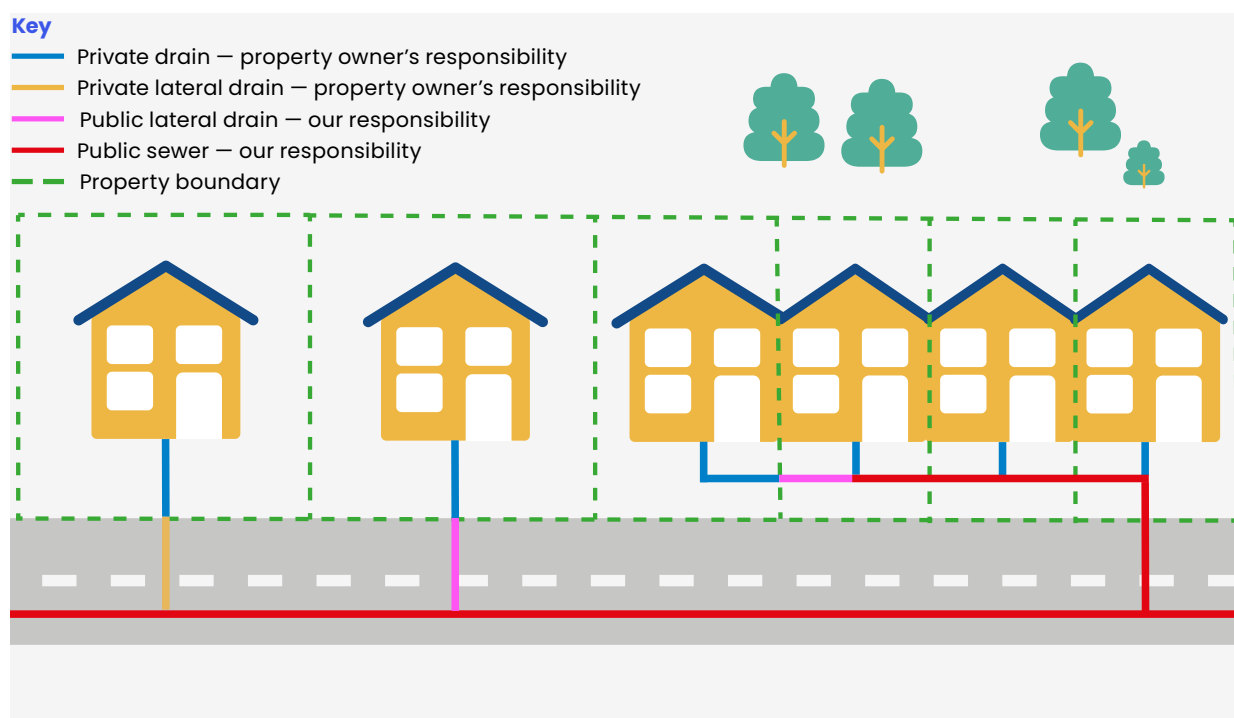 Key
Private drain — property owner’s responsibility
Private lateral drain — property owner’s responsibility
Public lateral drain — our responsibility
Public sewer — our responsibility
Property boundary